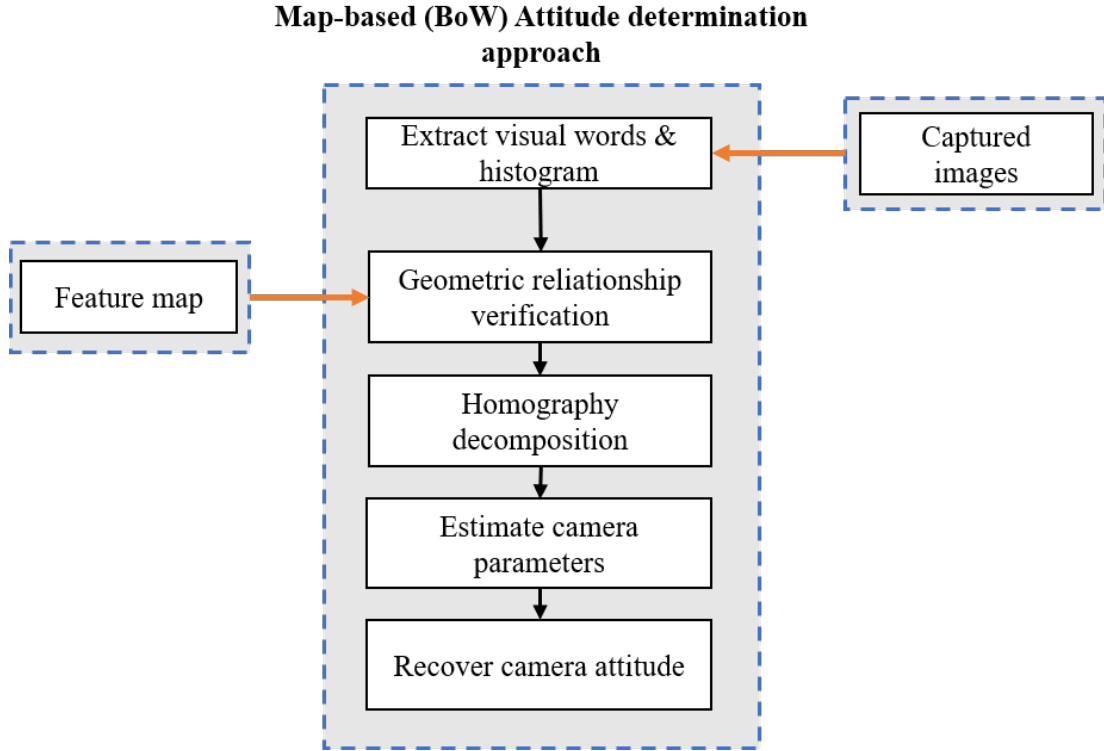 Map-based (BoW) Attitude determination
approach
Extract visual words &
histogram
Captured
images
Feature map
Geometric reliationship
verification
Homography
decomposition
Estimate camera
parameters
Recover camera attitude